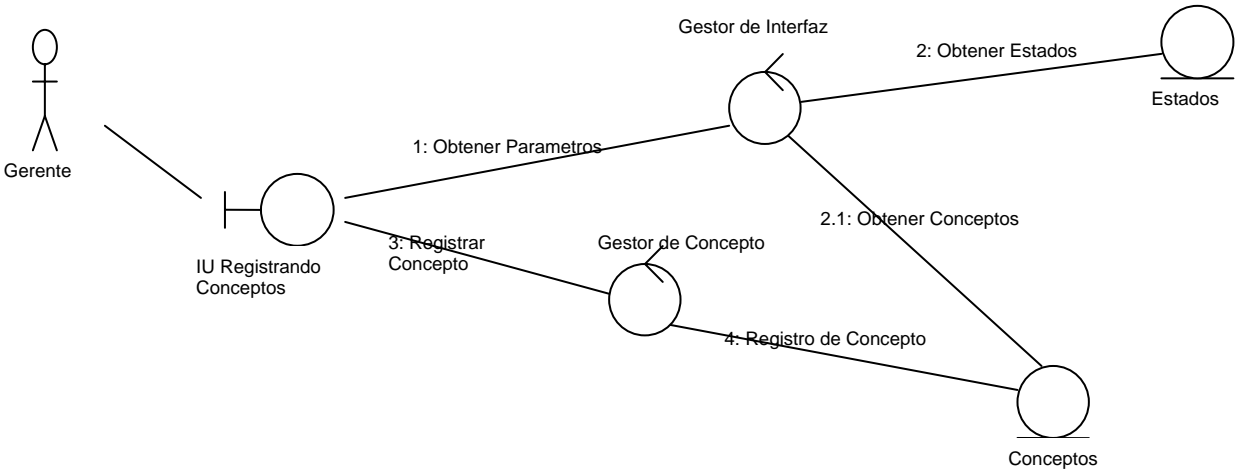 Gestor de Interfaz
2: Obtener Estados
Estados
1: Obtener Parametros
Gerente
2.1: Obtener Conceptos
3: Registrar
Concepto
Gestor de Concepto
IU Registrando
Conceptos
4: Registro de Concepto
Conceptos